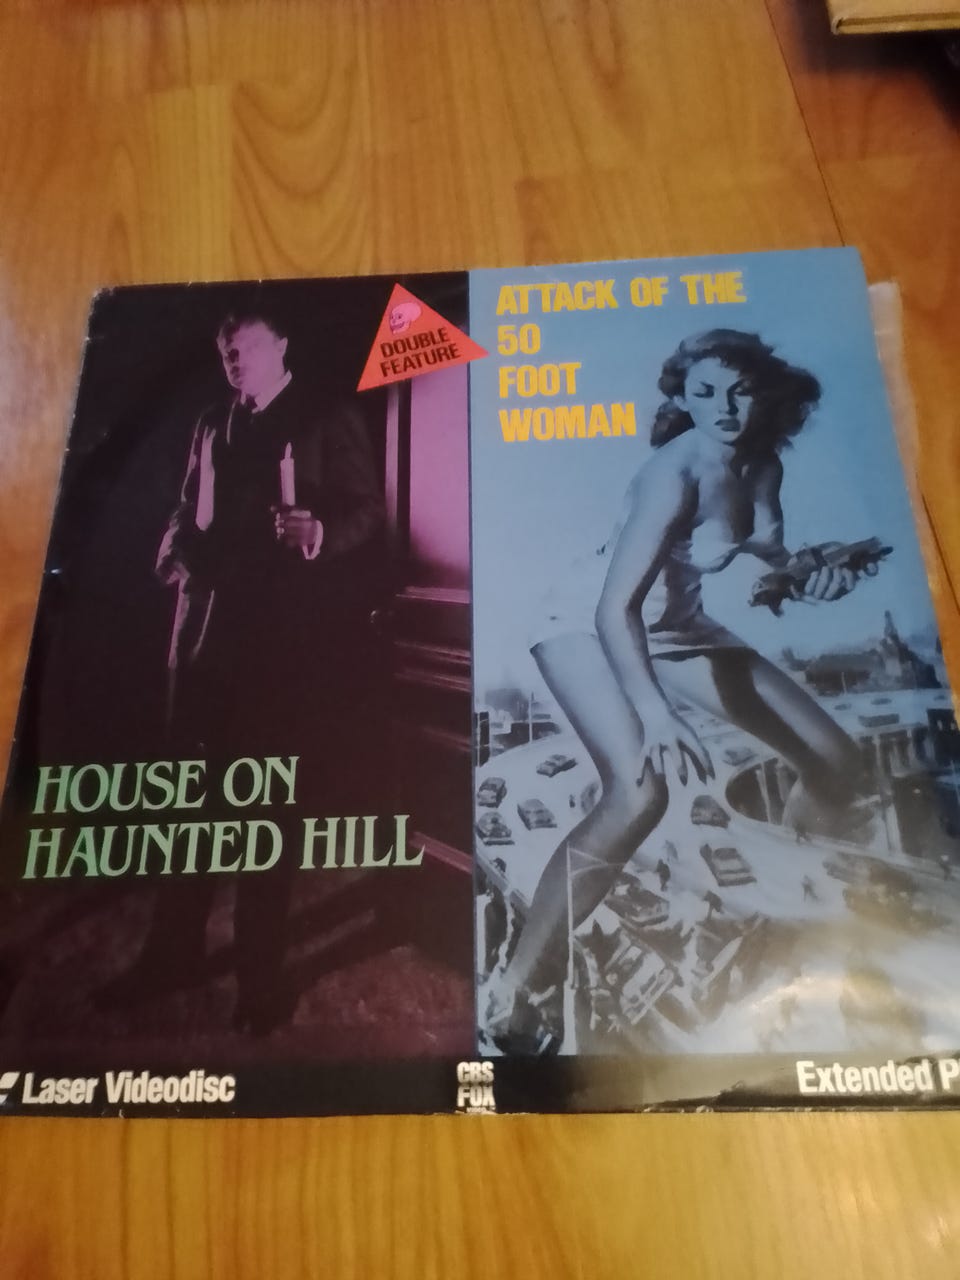 DOUBLE
FEATURE
ATTACK OF THE
50
FOOT
WOMAN
HOUSE ON
HAUNTED HILL
Laser Videodisc
CBS
FOX
Extended P